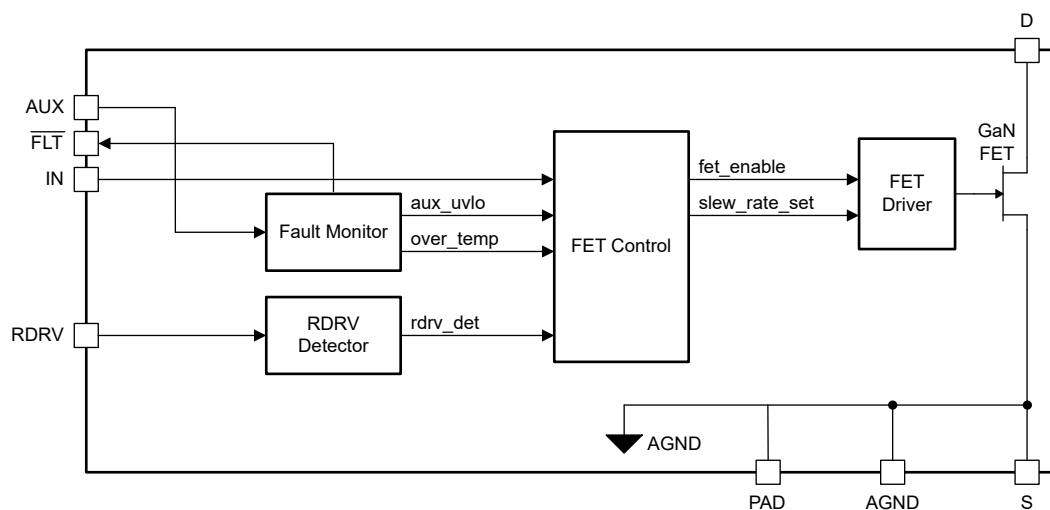 D
AUX
FLT
IN
GaN
FET
fet_enable
FET
Driver
slew_rate_set
aux_uvlo
Fault Monitor
over_temp
FET Control
RDRV
RDRV
Detector
rdrv_det
AGND
PAD
AGND
S